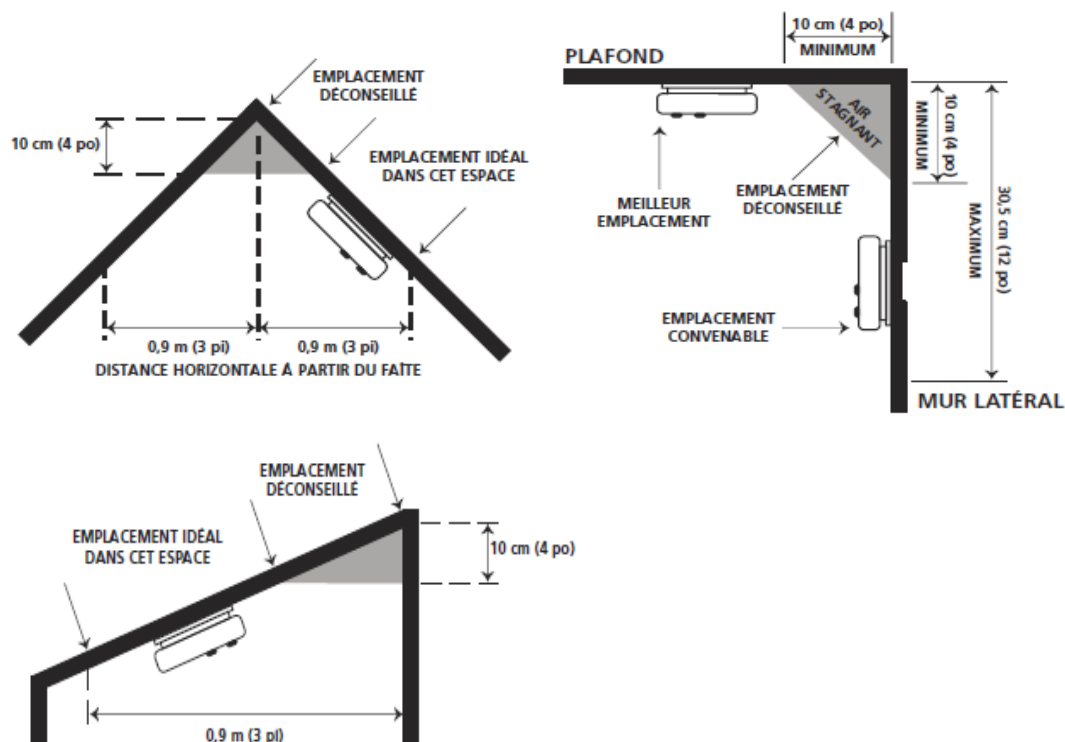 EMPLACEMENT
DÉCONSEILLÉ
10 cm (4 po)
EMPLACEMENT IDÉAL
DANS CET ESPACE
0,9 m (3 pi)
0,9 m (3 pi)
DISTANCE HORIZONTALE À PARTIR DU FAÎTE
10 cm (4 po)
MINIMUM
PLAFOND
AIR
STAGNANT
10 cm (4 po)
MINIMUM
30,5 cm (12 po)
MAXIMUM
MEILLEUR
EMPLACEMENT
EMPLACEMENT
DÉCONSEILLÉ
EMPLACEMENT
CONVENABLE
MUR LATÉRAL
EMPLACEMENT
DÉCONSEILLÉ
EMPLACEMENT IDÉAL
DANS CET ESPACE
10 cm (4 po)
0,9 m (3 pi)